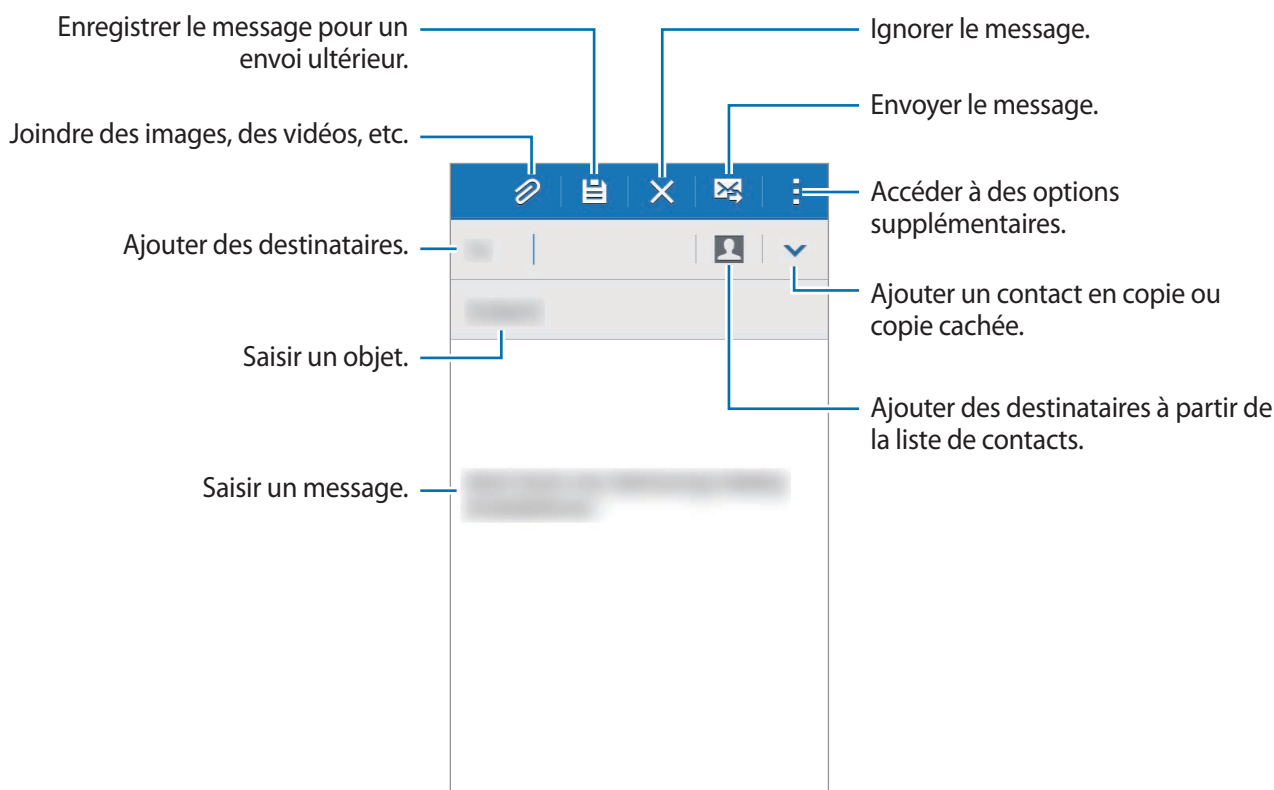 Enregistrer le message pour un
envoi ultérieur.
Joindre des images, des vidéos, etc.
Ajouter des destinataires.
Saisir un objet.
Saisir un message.
Ignorer le message.
Envoyer le message.
Accéder à des options
supplémentaires.
Ajouter un contact en copie ou
copie cachée.
Ajouter des destinataires à partir de
la liste de contacts.